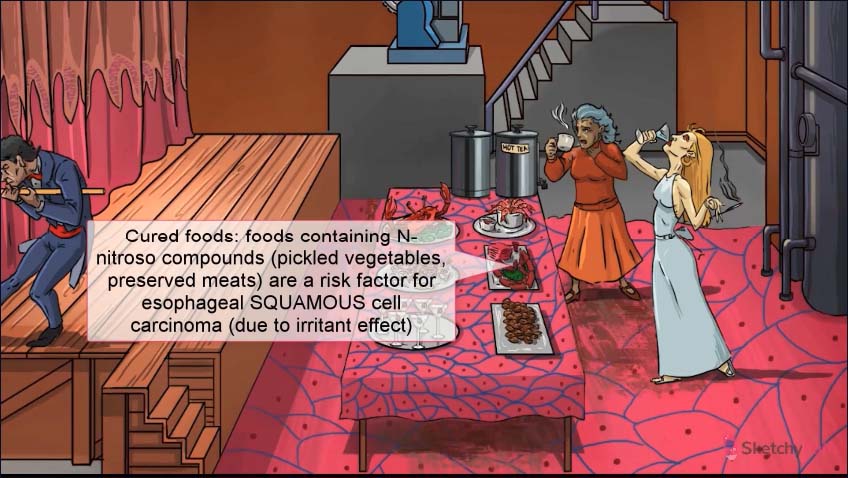 HOT TEA
Cured foods: foods containing N-
nitroso compounds (pickled vegetables,
preserved meats) are a risk factor for
esophageal SQUAMOUS cell
carcinoma (due to irritant effect)
Sketchy